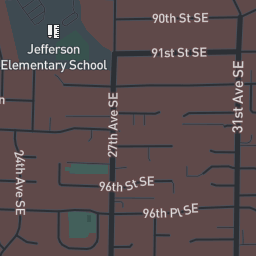 90th St SE
Jefferson
Elementary School
91st St SE
31st Ave SE
27th Ave SE
n
24th Ave SE
96th St SE
96th Pl SE